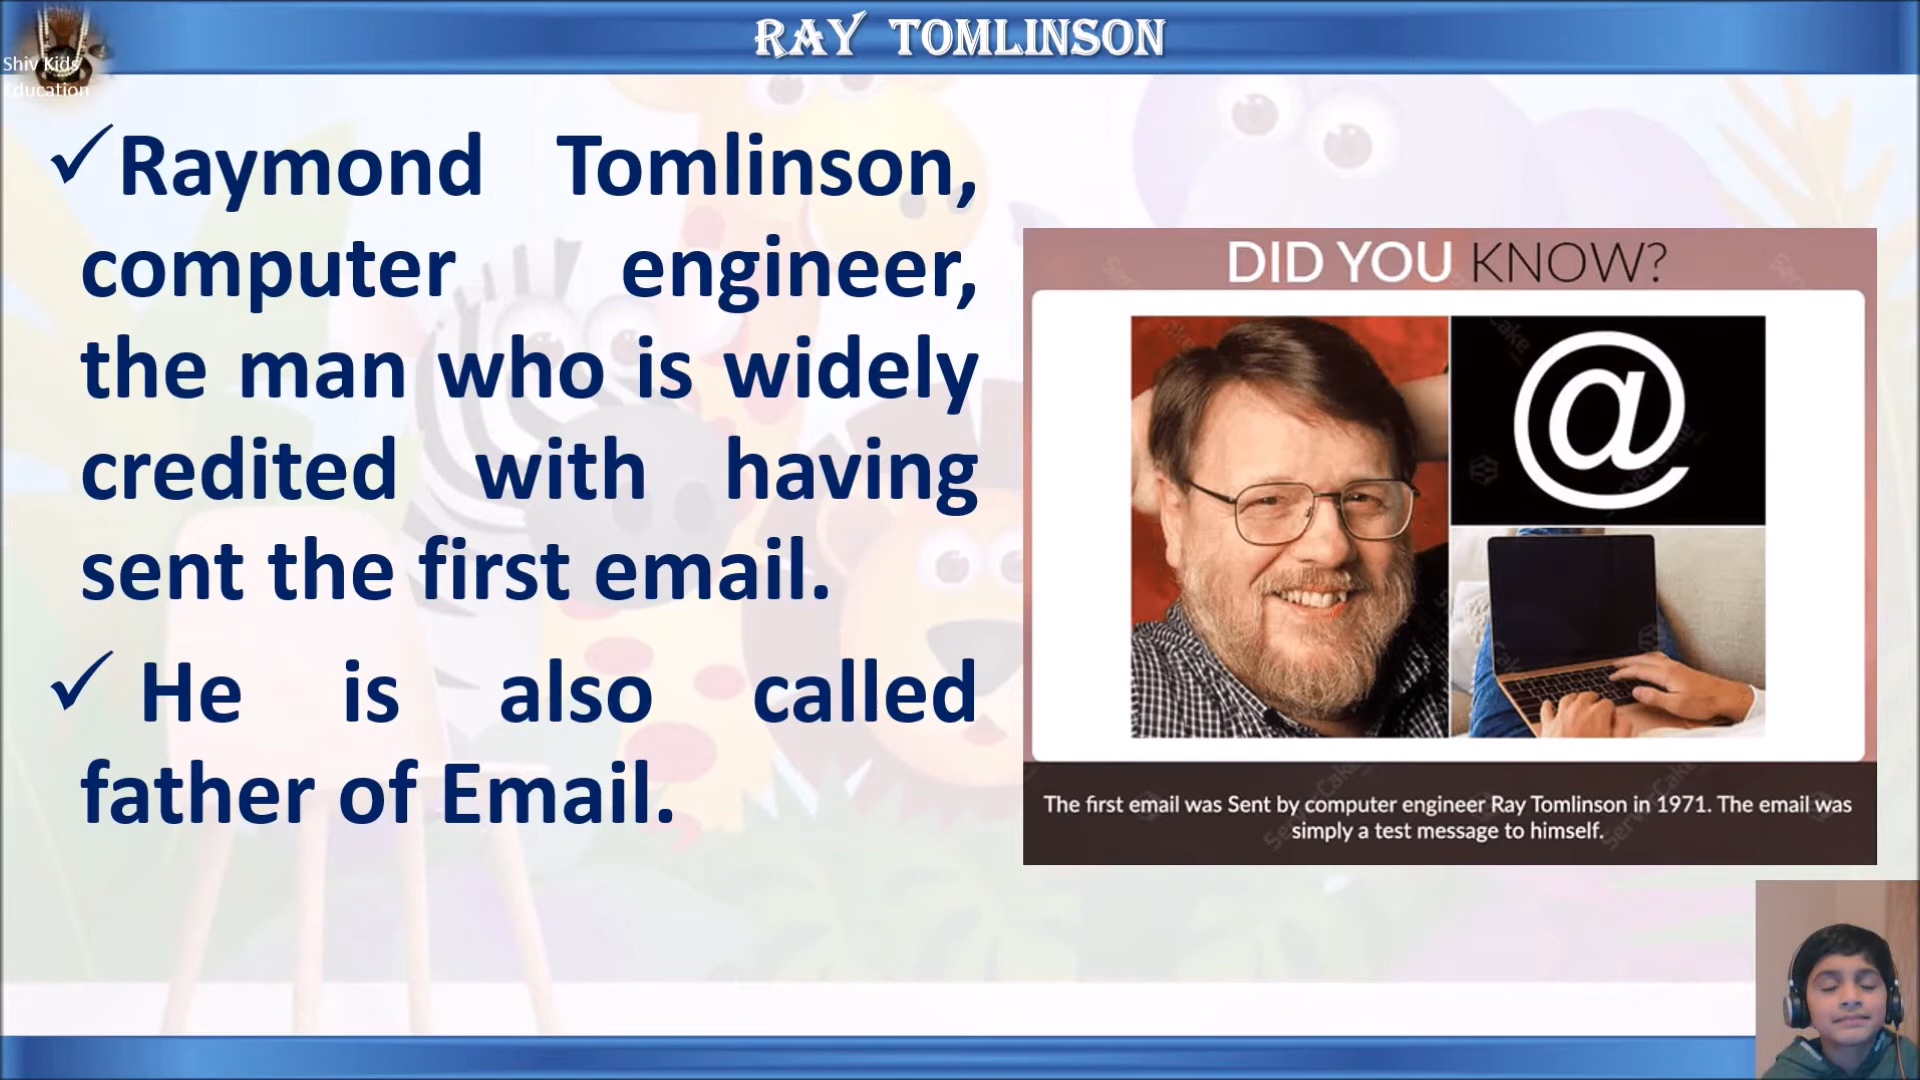 RAY TOMLINSON
Shiv Kids
Education
✓Raymond Tomlinson,
computer engineer,
the man who is widely
credited with having
sent the first email.
✓ He is also called
father of Email.
DID YOU KNOW?
@
The first email was Sent by computer engineer Ray Tomlinson in 1971. The email was
simply a test message to himself.